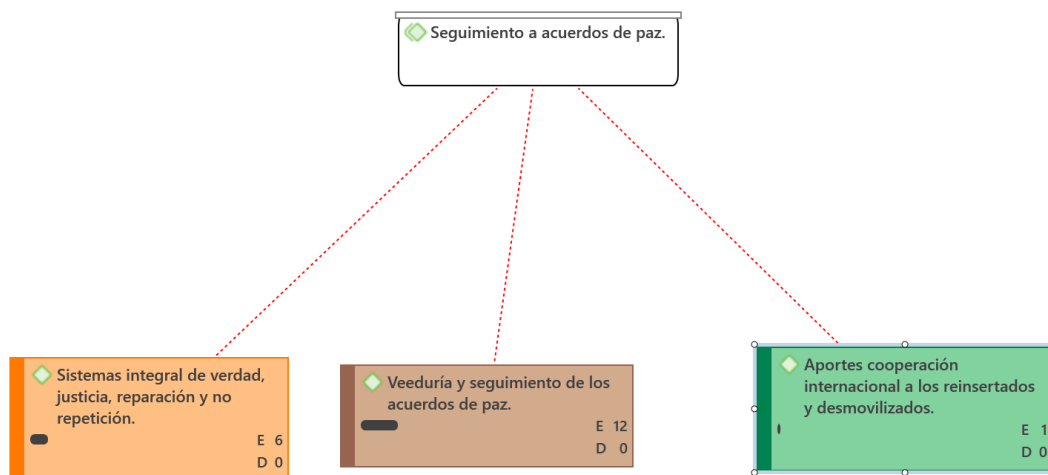 Seguimiento a acuerdos de paz.
Sistemas integral de verdad,
justicia, reparación y no
repetición.
E 6
D 0
Veeduría y seguimiento de los
acuerdos de paz.
E 12
D 0
Aportes cooperación
internacional a los reinsertados
y desmovilizados.
E 1
D 0